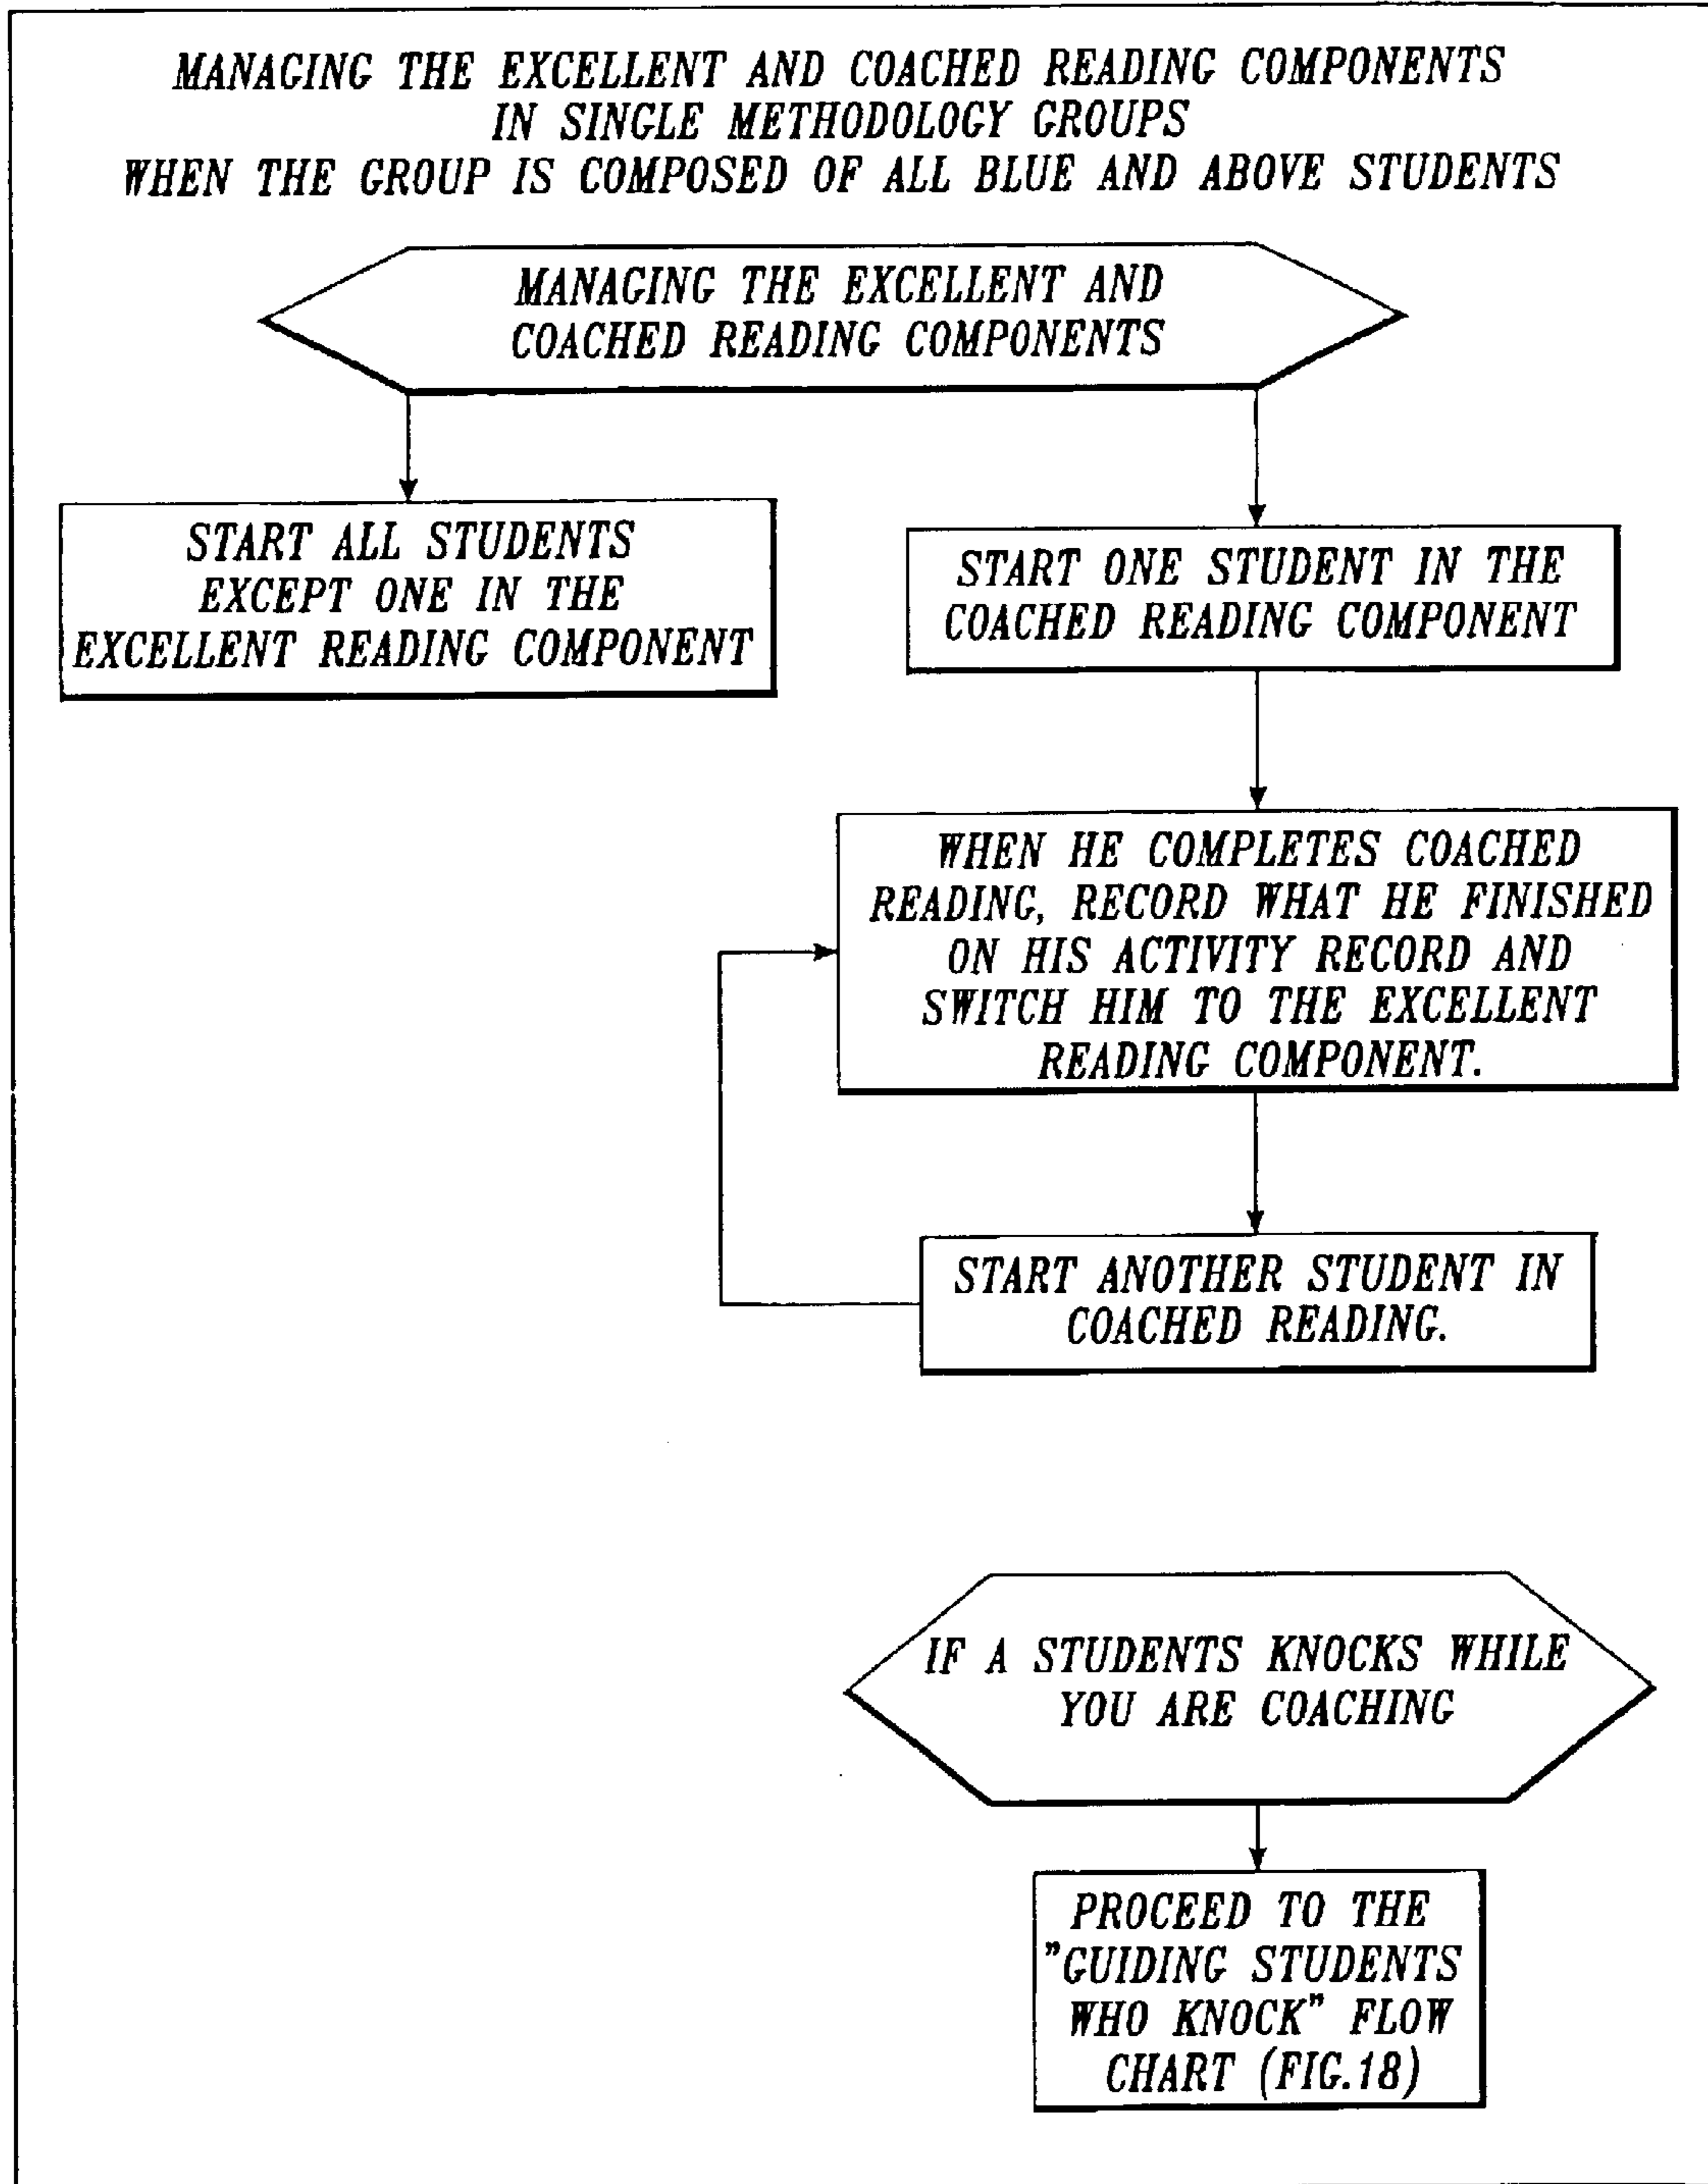 MANAGING THE EXCELLENT AND COACHED READING COMPONENTS
IN SINGLE METHODOLOGY GROUPS
WHEN THE GROUP IS COMPOSED OF ALL BLUE AND ABOVE STUDENTS
MANAGING THE EXCELLENT AND
COACHED READING COMPONENTS
START ALL STUDENTS
EXCEPT ONE IN THE
EXCELLENT READING COMPONENT
START ONE STUDENT IN THE
COACHED READING COMPONENT
WHEN HE COMPLETES COACHED
READING, RECORD WHAT HE FINISHED
ON HIS ACTIVITY RECORD AND
SWITCH HIM TO THE EXCELLENT
READING COMPONENT.
START ANOTHER STUDENT IN
COACHED READING.
IF A STUDENTS KNOCKS WHILE
YOU ARE COACHING
PROCEED TO THE
"GUIDING STUDENTS
WHO KNOCK" FLOW
CHART (FIG.18)